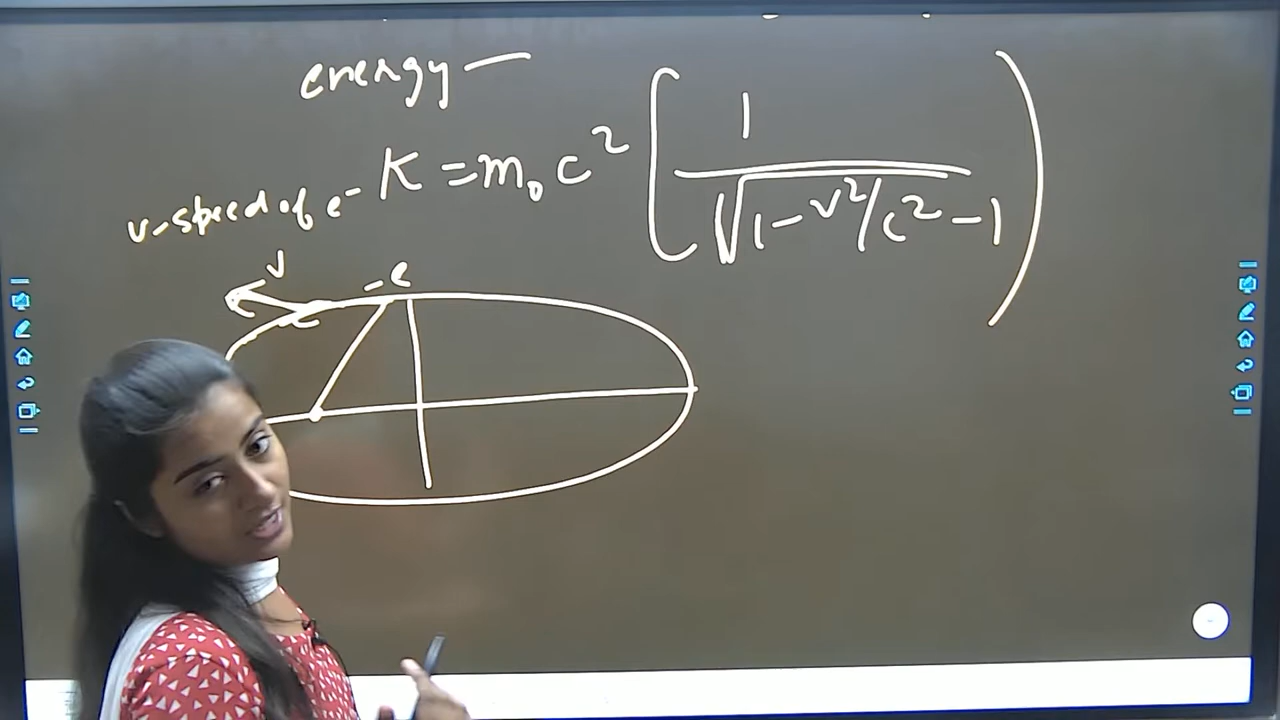 energy —
K = m₀c² [ 1 / √1 - v²/c² - 1 )
v - speed of e⁻
v
-e